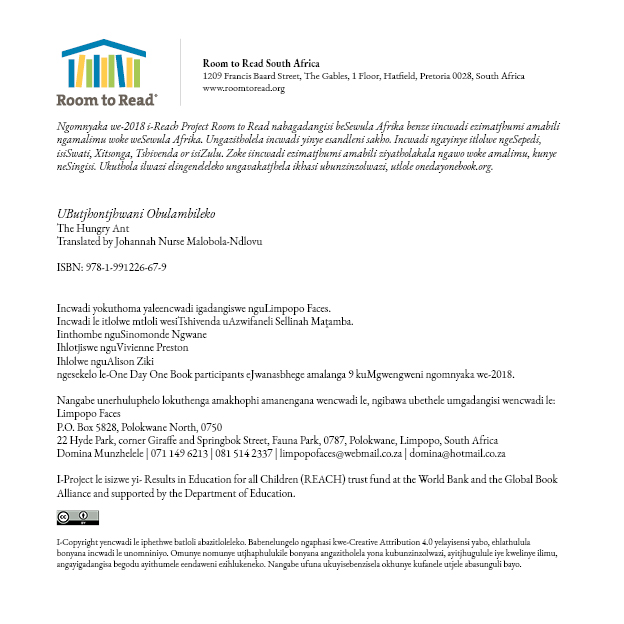 Room to Read®
Room to Read South Africa
1209 Francis Baard Street, The Gables, 1 Floor, Hatfield, Pretoria 0028, South Africa
www.roomtoread.org
Ngomnyaka we-2018 i-Reach Project Room to Read nabagadangisi beSewula Afrika benze iincwadi ezimatjhumi amabili
ngamalimu woke weSewula Afrika. Ungazitholela incwadi yinye esandleni sakho. Incwadi ngayinye itlolwe ngeSepedi,
isiSwati, Xitsonga, Tshivenda or isiZulu. Zoke iincwadi ezimatjhumi amabili ziyatholakala ngawo woke amalimu, kunye
neSingisi. Ukuthola ilwazi elingendeleleko ungavakatjhela ikhasi ubunzinzolwazi, utlole onedayonebook.org.
UButjhontjhwani Obulambileko
The Hungry Ant
Translated by Johannah Nurse Malobola-Ndlovu
ISBN: 978-1-991226-67-9
Incwadi yokuthoma yaleencwadi igadangiswe nguLimpopo Faces.
Incwadi le itlolwe mtloli wesiTshivenda uAzwifaneli Sellinah Maṱamba.
Iinthombe nguSinomonde Ngwane
Ihlotjiswe nguVivienne Preston
Ihlolwe nguAlison Ziki
ngesekelo le-One Day One Book participants eJwanasbhege amalanga 9 kuMgwengweni ngomnyaka we-2018.
Nangabe unerhuluphelo lokuthenga amakhophi amanengana wencwadi le, ngibawa ubethele umgadangisi wencwadi le:
Limpopo Faces
P.O. Box 5828, Polokwane North, 0750
22 Hyde Park, corner Giraffe and Springbok Street, Fauna Park, 0787, Polokwane, Limpopo, South Africa
Domina Munzhelele | 071 149 6213 | 081 514 2337 | limpopofaces@webmail.co.za | domina@hotmail.co.za
I-Project le isizwe yi- Results in Education for all Children (REACH) trust fund at the World Bank and the Global Book
Alliance and supported by the Department of Education.
cc BY
I-Copyright yencwadi le iphethwe batloli abazitloleleko. Babenelungelo ngaphasi kwe-Creative Attribution 4.0 yelayisensi yabo, ehlathulula
bonyana incwadi le unomniniyo. Omunye nomunye utjhaphulukile bonyana angazitholela yona kubunzinzolwazi, ayitjhugulule iye kwelinye ilimu,
angayigadangisa begodu ayithumele eendaweni ezihlukeneko. Nangabe ufuna ukuyisebenzisela okhunye kufanele utjele abasunguli bayo.